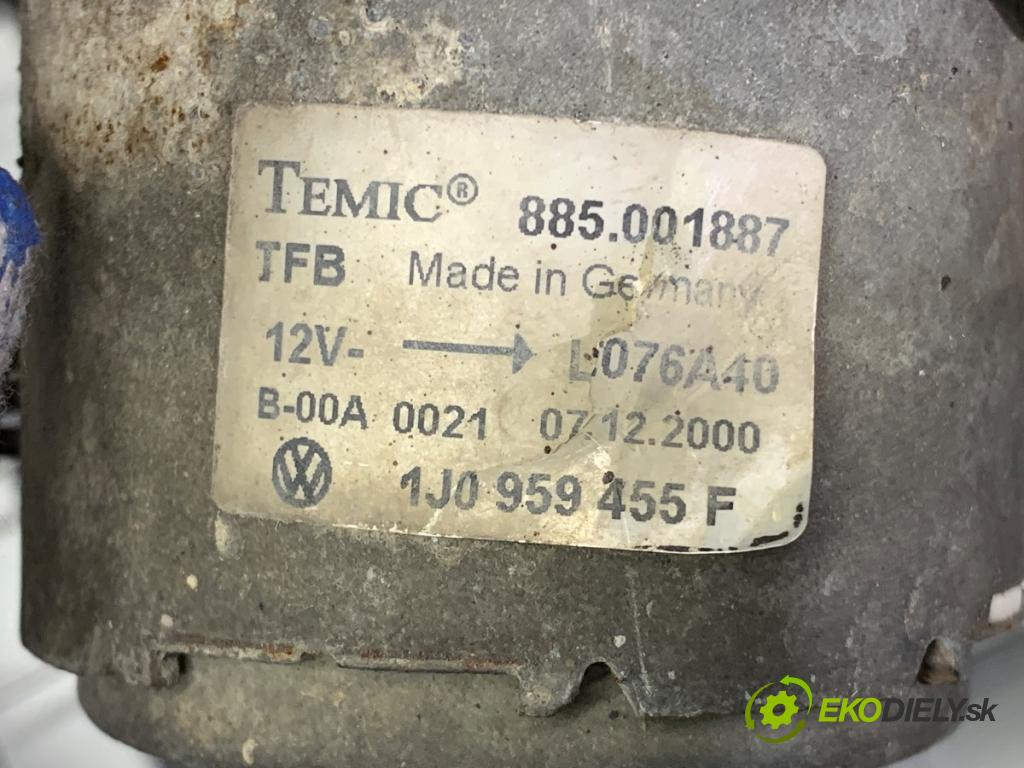 TEMIC® 885.001887
TFB Made in Germany
12V- → L076A40
B-00A 0021 07.12.2000
VW 1J0 959 455 F
EKODIELY.sk